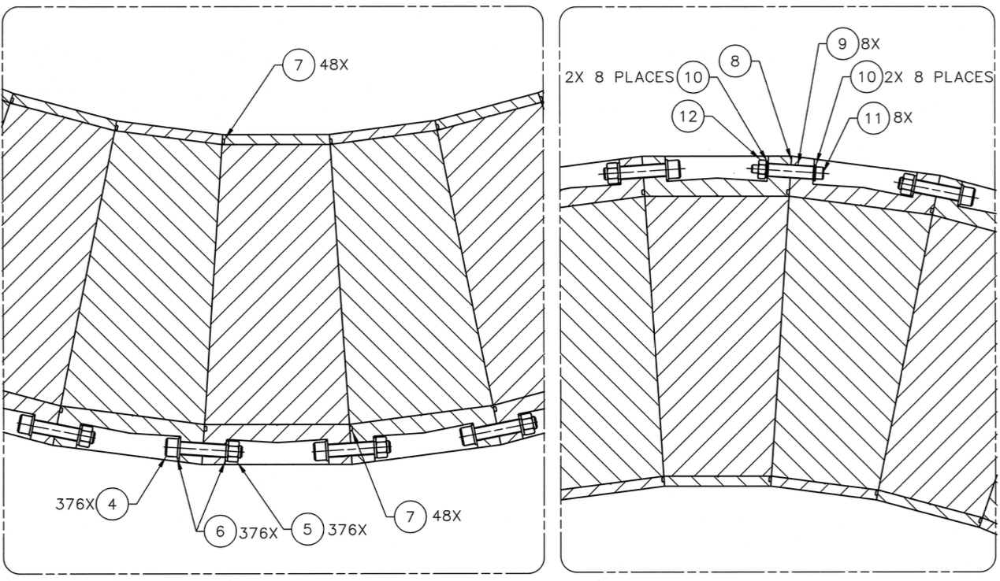 7 48X
376X 4
6 376X
5 376X
7 48X
9 8X
8
2X 8 PLACES 10
10 2X 8 PLACES
12
11 8X